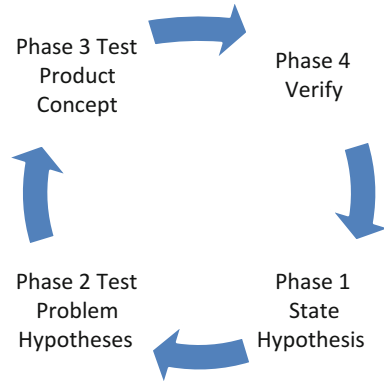 Phase 3 Test
Product
Concept
Phase 4
Verify
Phase 1
State
Hypothesis
Phase 2 Test
Problem
Hypotheses